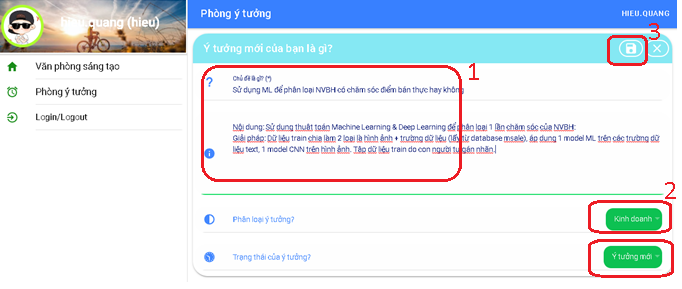 hieu.quang (hieu)
Văn phòng sáng tạo
Phòng ý tưởng
Login/Logout
Phòng ý tưởng
HIEU.QUANG
Ý tưởng mới của bạn là gì?
3
1
Chủ đề là gì? (*)
Sử dụng ML để phân loại NVBH có chăm sóc điểm bán thực hay không
Nội dung: Sử dụng thuật toán Machine Learning & Deep Learning để phân loại 1 lần chăm sóc của NVBH;
Giải pháp: Dữ liệu train chia làm 2 loại là hình ảnh + trường dữ liệu (lấy từ database msale), áp dụng 1 model ML trên các trường dữ
liệu text, 1 model CNN trên hình ảnh. Tập dữ liệu train do con người tự gán nhãn.
2
Phân loại ý tưởng?
Kinh doanh
Trạng thái của ý tưởng?
Ý tưởng mới